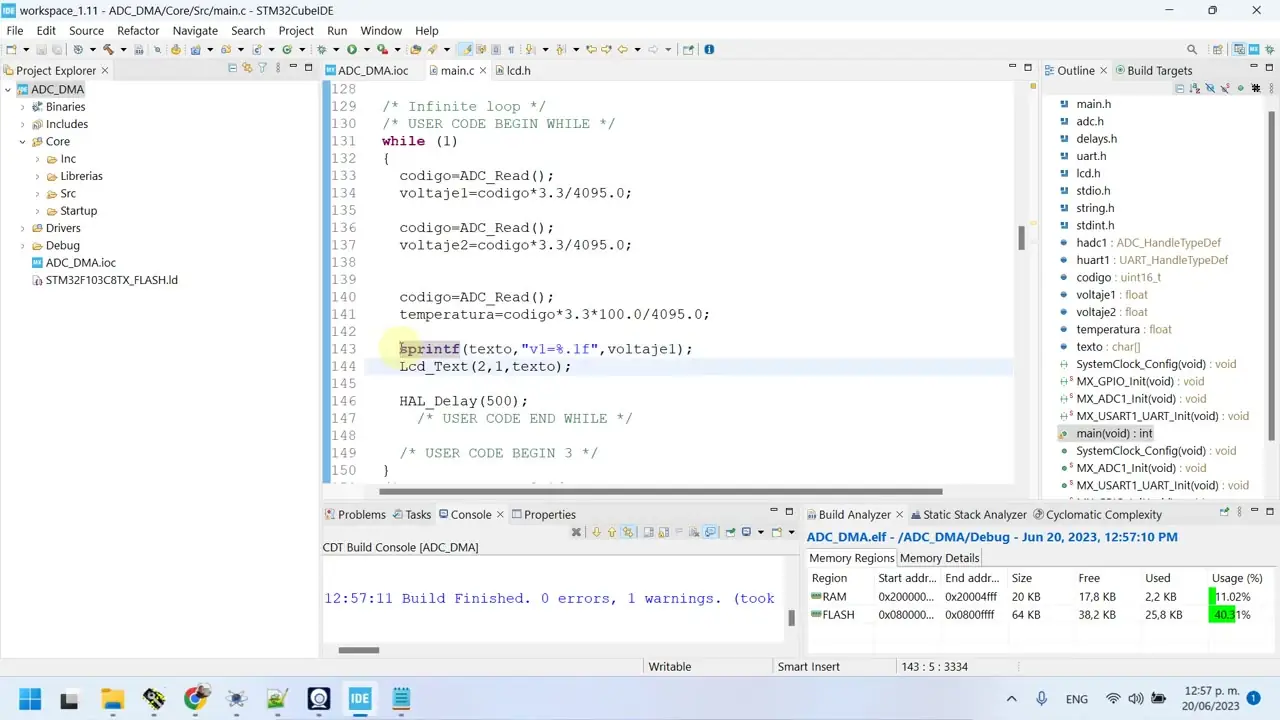 workspace_1.11 - ADC_DMA/Core/Src/main.c - STM32CubeIDE
File Edit Source Refactor Navigate Search Project Run Window Help
Project Explorer
ADC_DMA
Binaries
Includes
Core
Inc
Librerias
Src
Startup
Drivers
Debug
ADC_DMA.ioc
STM32F103C8TX_FLASH.ld
ADC_DMA.ioc main.c lcd.h
128
129 /* Infinite loop */
130 /* USER CODE BEGIN WHILE */
131 while (1)
132 {
133 codigo=ADC_Read();
134 voltaje1=codigo*3.3/4095.0;
135
136 codigo=ADC_Read();
137 voltaje2=codigo*3.3/4095.0;
138
139
140 codigo=ADC_Read();
141 temperatura=codigo*3.3*100.0/4095.0;
142
143 sprintf(texto,"v1=%.1f",voltaje1);
144 Lcd_Text(2,1,texto);
145
146 HAL_Delay(500);
147 /* USER CODE END WHILE */
148
149 /* USER CODE BEGIN 3 */
150 }
Outline Build Targets
main.h
adc.h
delays.h
uart.h
lcd.h
stdio.h
string.h
stdint.h
hadc1 : ADC_HandleTypeDef
huart1 : UART_HandleTypeDef
codigo : uint16_t
voltaje1 : float
voltaje2 : float
temperatura : float
texto : char[]
SystemClock_Config(void) : void
MX_GPIO_Init(void) : void
MX_ADC1_Init(void) : void
MX_USART1_UART_Init(void) : void
main(void) : int
SystemClock_Config(void) : void
MX_ADC1_Init(void) : void
MX_USART1_UART_Init(void) : void
Problems Tasks Console Properties
CDT Build Console [ADC_DMA]
12:57:11 Build Finished. 0 errors, 1 warnings. (took
Build Analyzer Static Stack Analyzer Cyclomatic Complexity
ADC_DMA.elf - /ADC_DMA/Debug - Jun 20, 2023, 12:57:10 PM
Memory Regions Memory Details
Region Start addr... End addr... Size Free Used Usage (%)
RAM 0x200000... 0x20004fff 20 KB 17,8 KB 2,2 KB 11.02%
FLASH 0x080000... 0x0800ffff 64 KB 38,2 KB 25,8 KB 40.31%
Writable Smart Insert 143 : 5 : 3334
IDE ENG 12:57 p. m.
20/06/2023 1